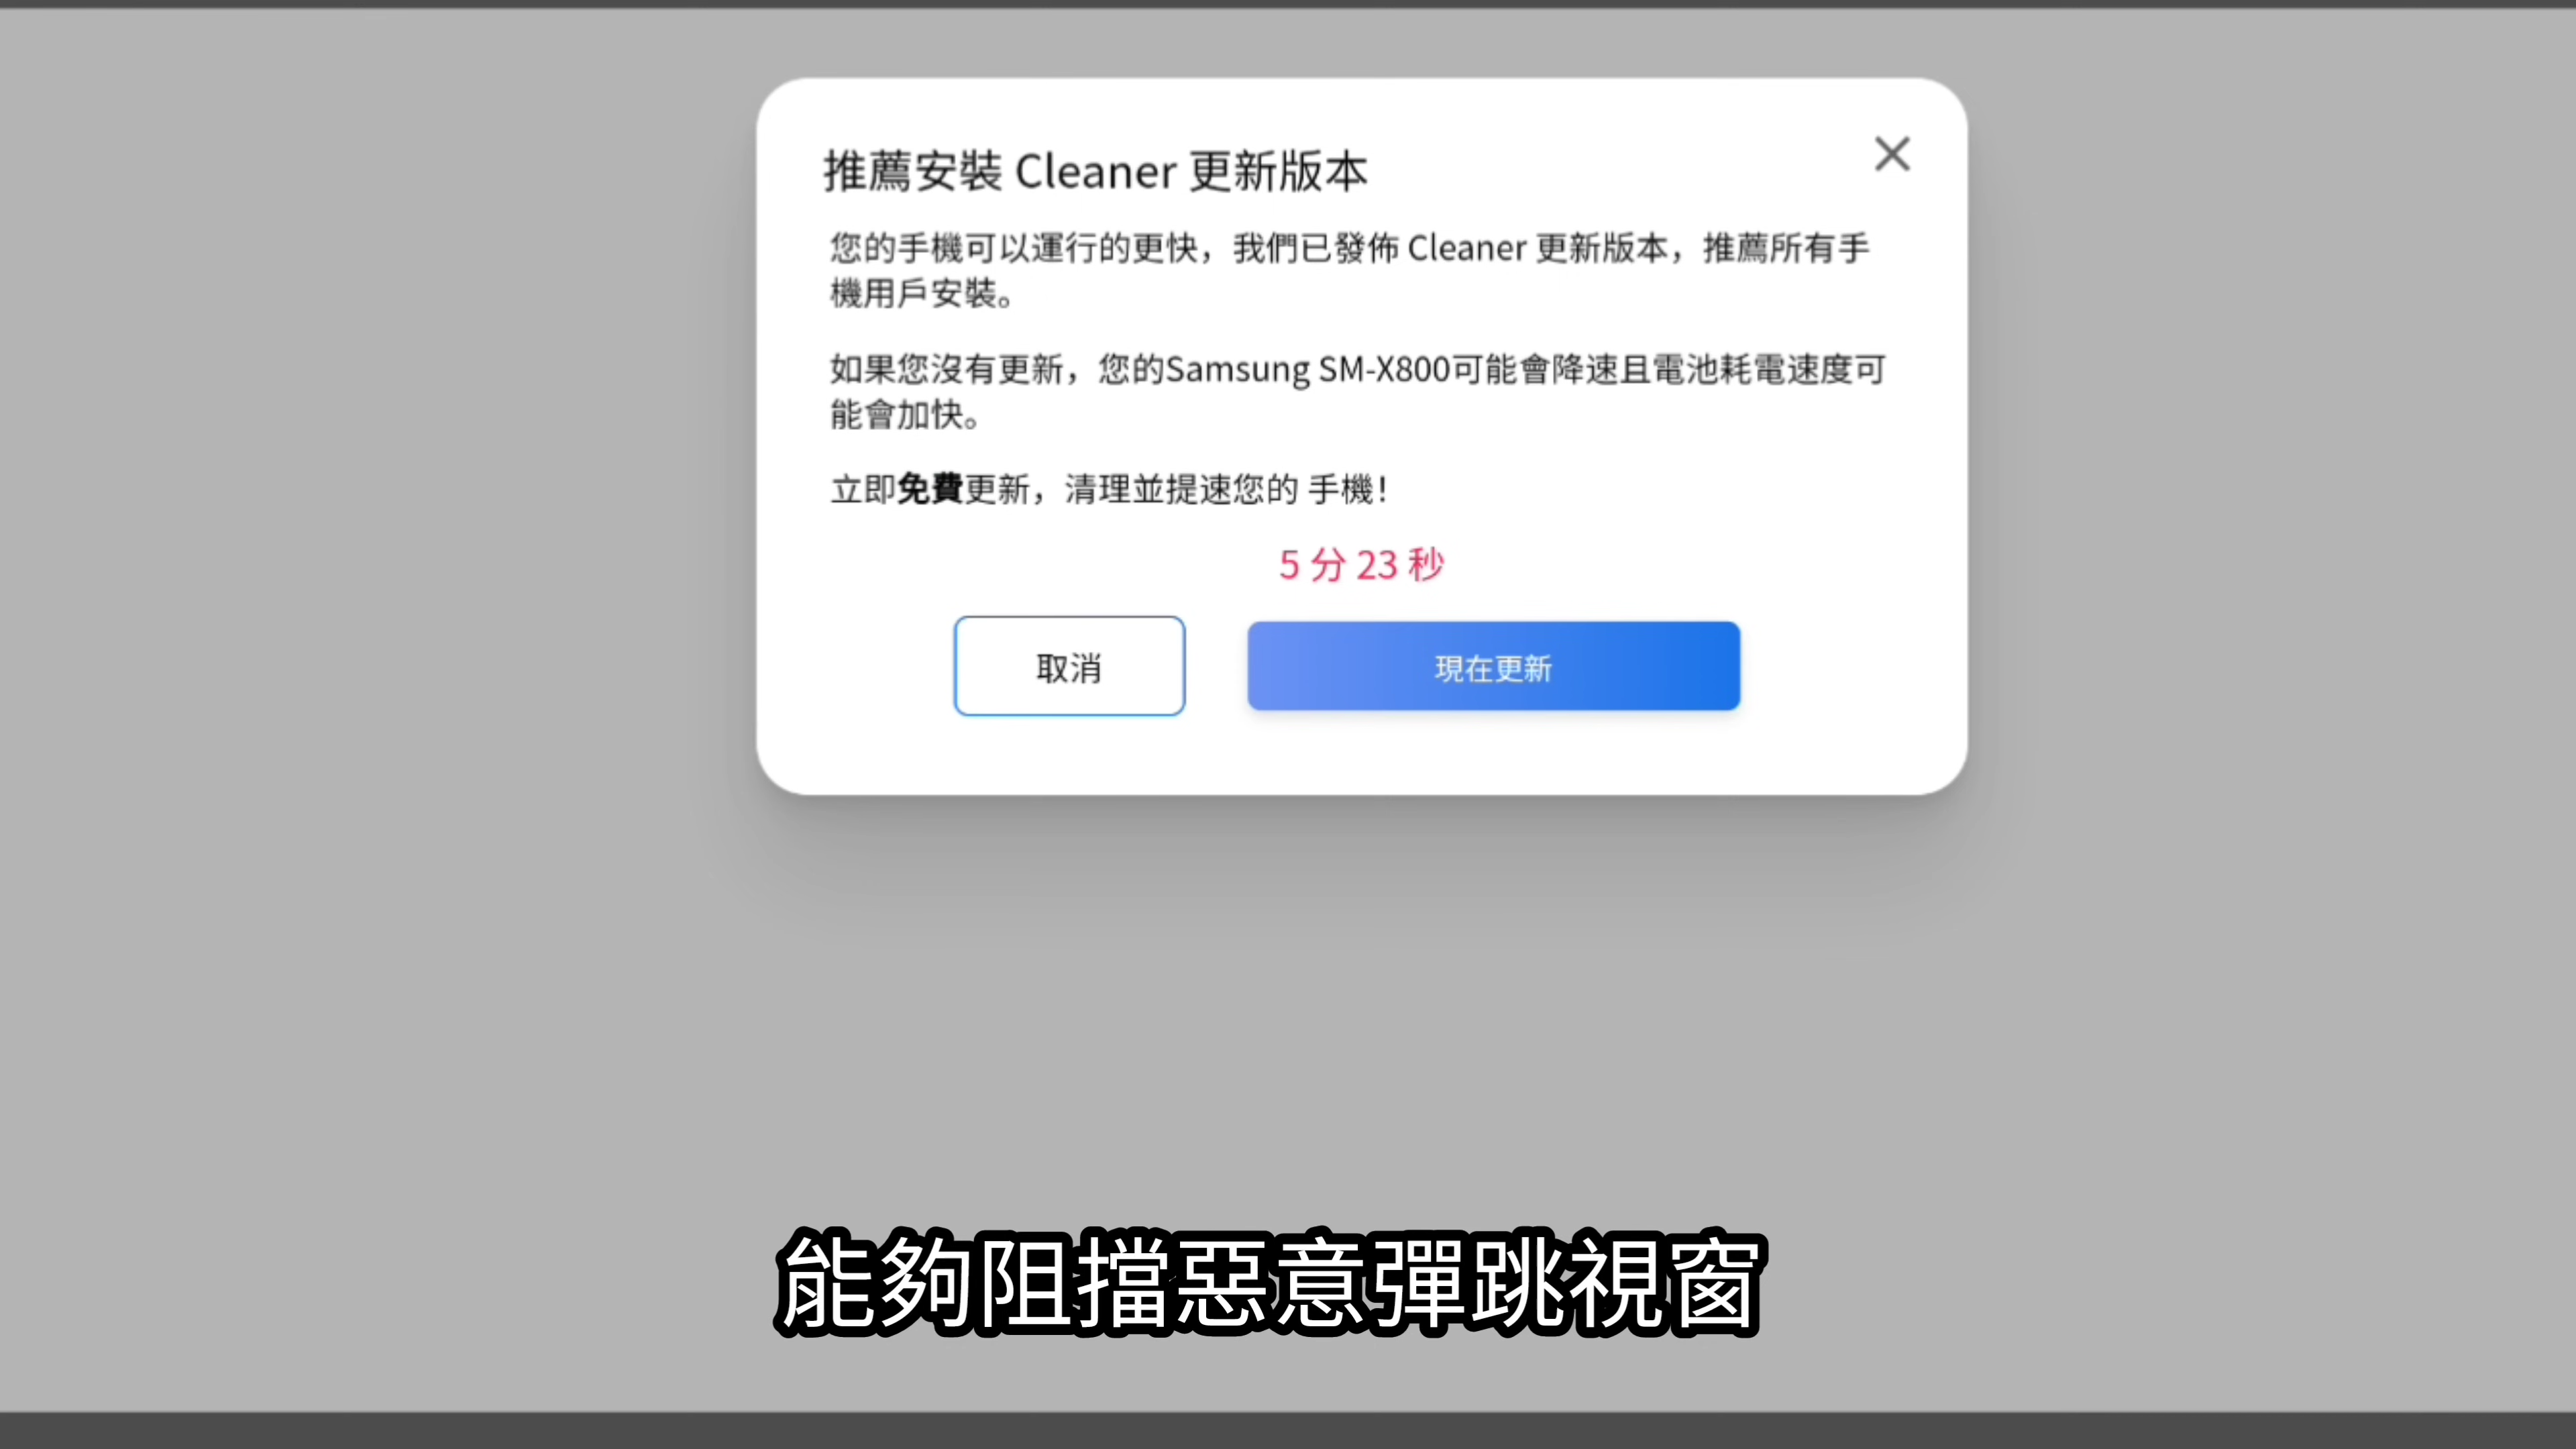 推薦安裝 Cleaner 更新版本
您的手機可以運行的更快，我們已發佈 Cleaner 更新版本，推薦所有手
機用戶安裝。
如果您沒有更新，您的Samsung SM-X800可能會降速且電池耗電速度可
能會加快。
立即免費更新，清理並提速您的 手機！
5 分 23 秒
取消
現在更新
能夠阻擋惡意彈跳視窗